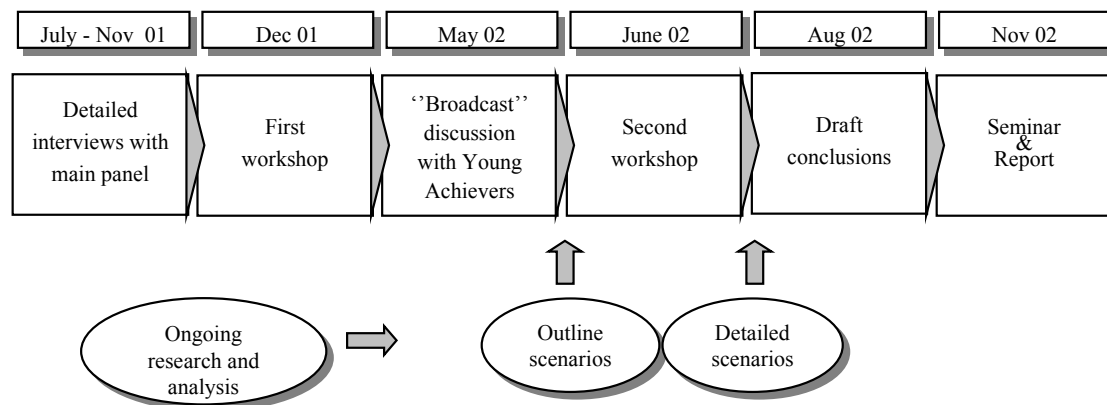 July - Nov 01
Dec 01
May 02
June 02
Aug 02
Nov 02
Detailed
interviews with
main panel
First
workshop
‘’Broadcast’’
discussion
with Young
Achievers
Second
workshop
Draft
conclusions
Seminar
&
Report
Ongoing
research and
analysis
Outline
scenarios
Detailed
scenarios